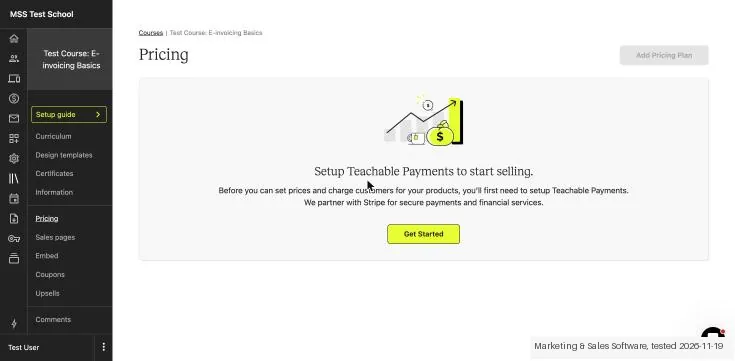 MSS Test School
Test Course: E-
invoicing Basics
Setup guide
Curriculum
Design templates
Certificates
Information
Pricing
Sales pages
Embed
Coupons
Upsells
Comments
Test User
Courses | Test Course: E-invoicing Basics
Pricing
Add Pricing Plan
Setup Teachable Payments to start selling.
Before you can set prices and charge customers for your products, you'll first need to setup Teachable Payments.
We partner with Stripe for secure payments and financial services.
Get Started
Marketing & Sales Software, tested 2025-11-19